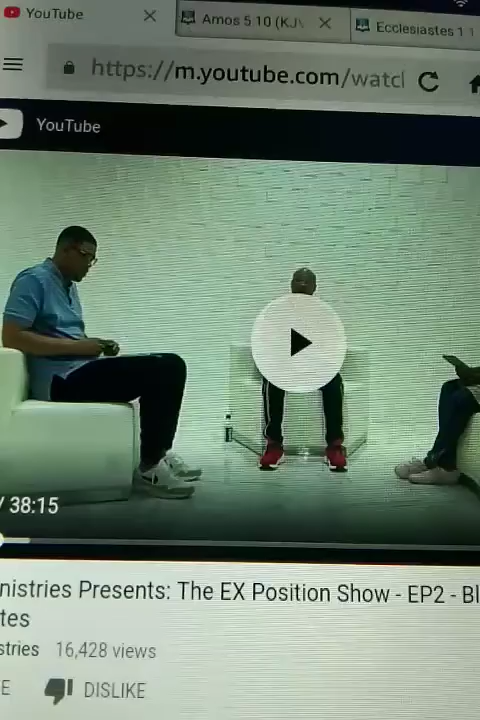 YouTube
Amos 5 10 (KJV
Ecclesiastes 1 1
https://m.youtube.com/watcl
YouTube
/ 38:15
nistries Presents: The EX Position Show - EP2 - Bl
tes
stries 16,428 views
E DISLIKE